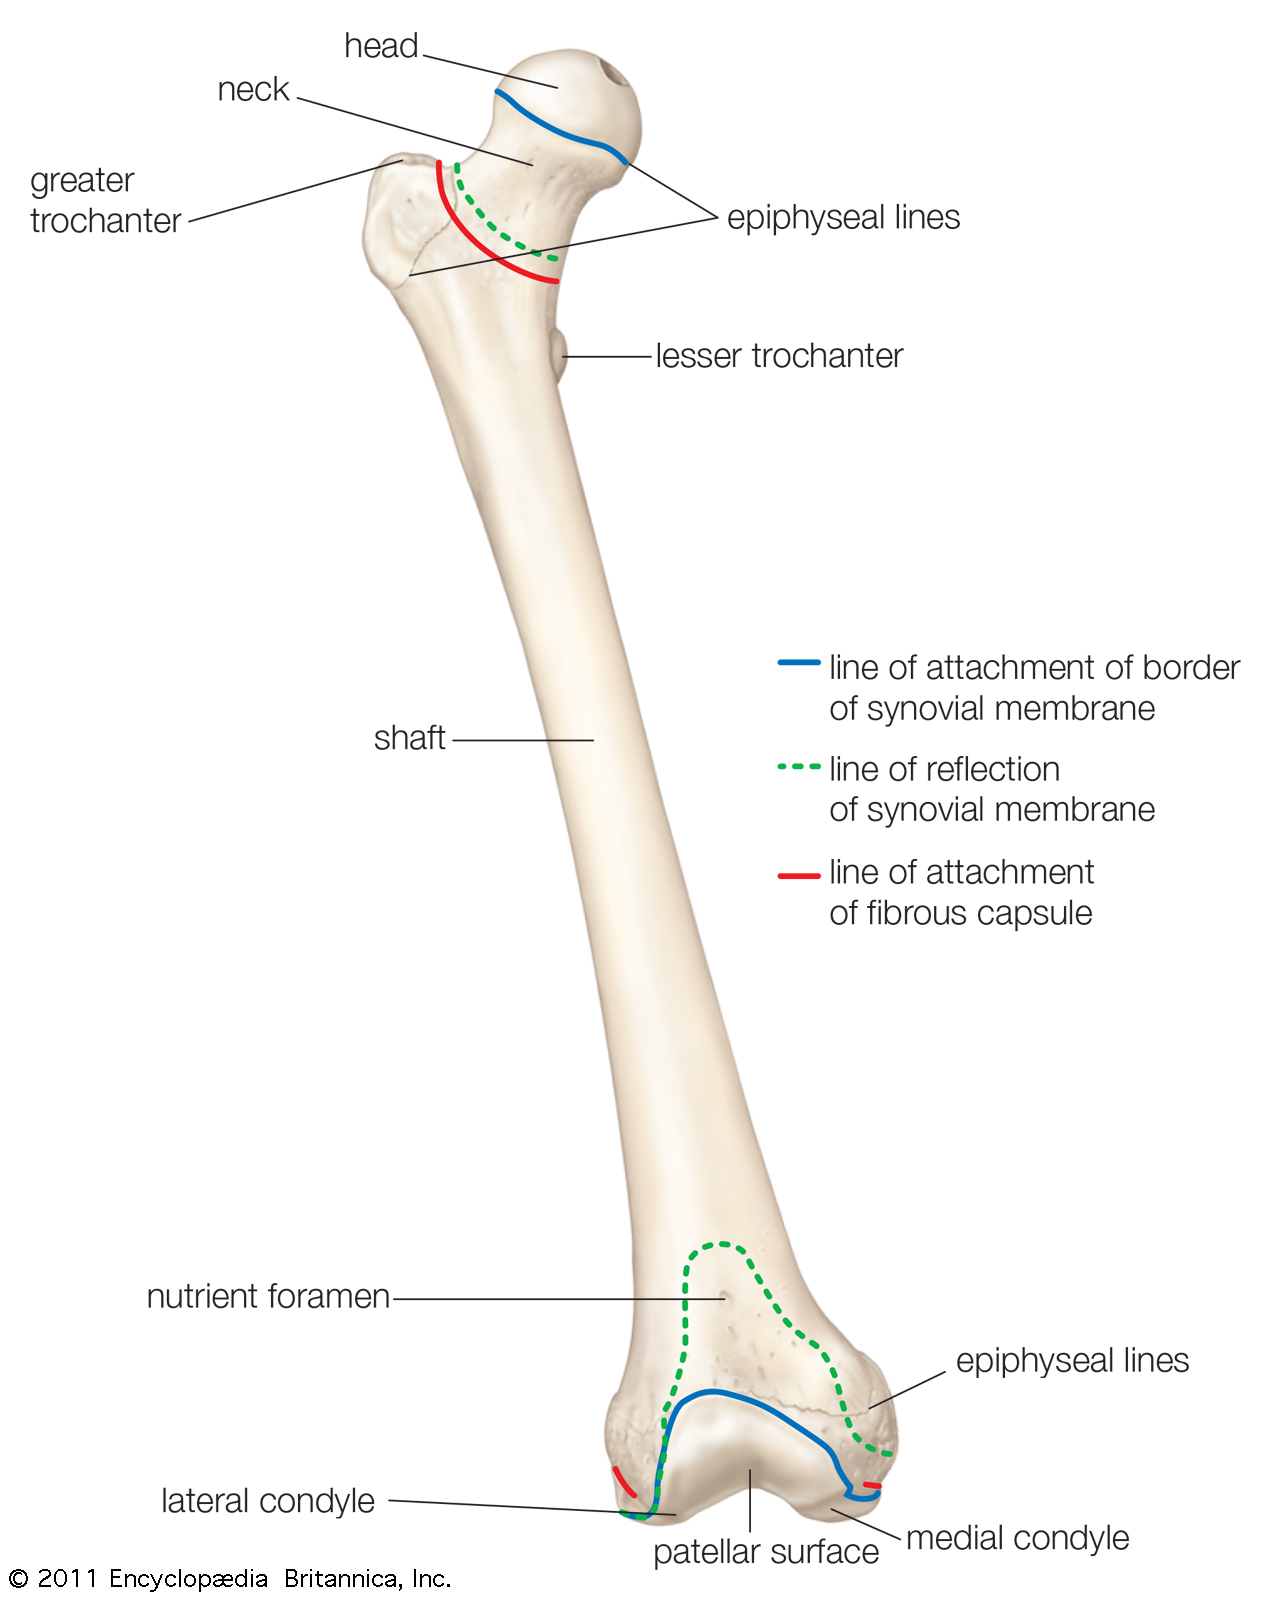 head
neck
greater
trochanter
epiphyseal lines
lesser trochanter
line of attachment of border
of synovial membrane
line of reflection
of synovial membrane
line of attachment
of fibrous capsule
shaft
nutrient foramen
epiphyseal lines
lateral condyle
medial condyle
patellar surface
© 2011 Encyclopædia Britannica, Inc.